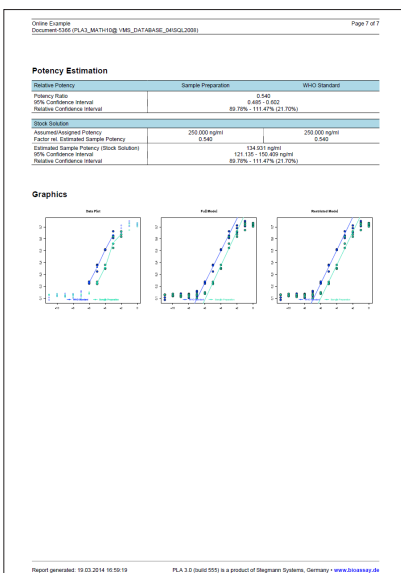 Online Example Page 7 of 7
Document-5368 (PLA3_MATH10@ VMS_DATABASE_04\SQL2008)
Potency Estimation
Relative Potency Sample Preparation WHO Standard
Potency Ratio 0.540
95% Confidence Interval 0.485 - 0.602
Relative Confidence Interval 89.78% - 111.47% (21.70%)
Stock Solution
Assumed/Assigned Potency 250.000 ng/ml 250.000 ng/ml
Factor rel. Estimated Sample Potency 0.540 0.540
Estimated Sample Potency (Stock Solution) 134.931 ng/ml
95% Confidence Interval 121.135 - 150.409 ng/ml
Relative Confidence Interval 89.78% - 111.47% (21.70%)
Graphics
Data Plot Full Model Restricted Model
Report generated: 19.03.2014 16:59:19 PLA 3.0 (build 555) is a product of Stegmann Systems, Germany • www.bioassay.de